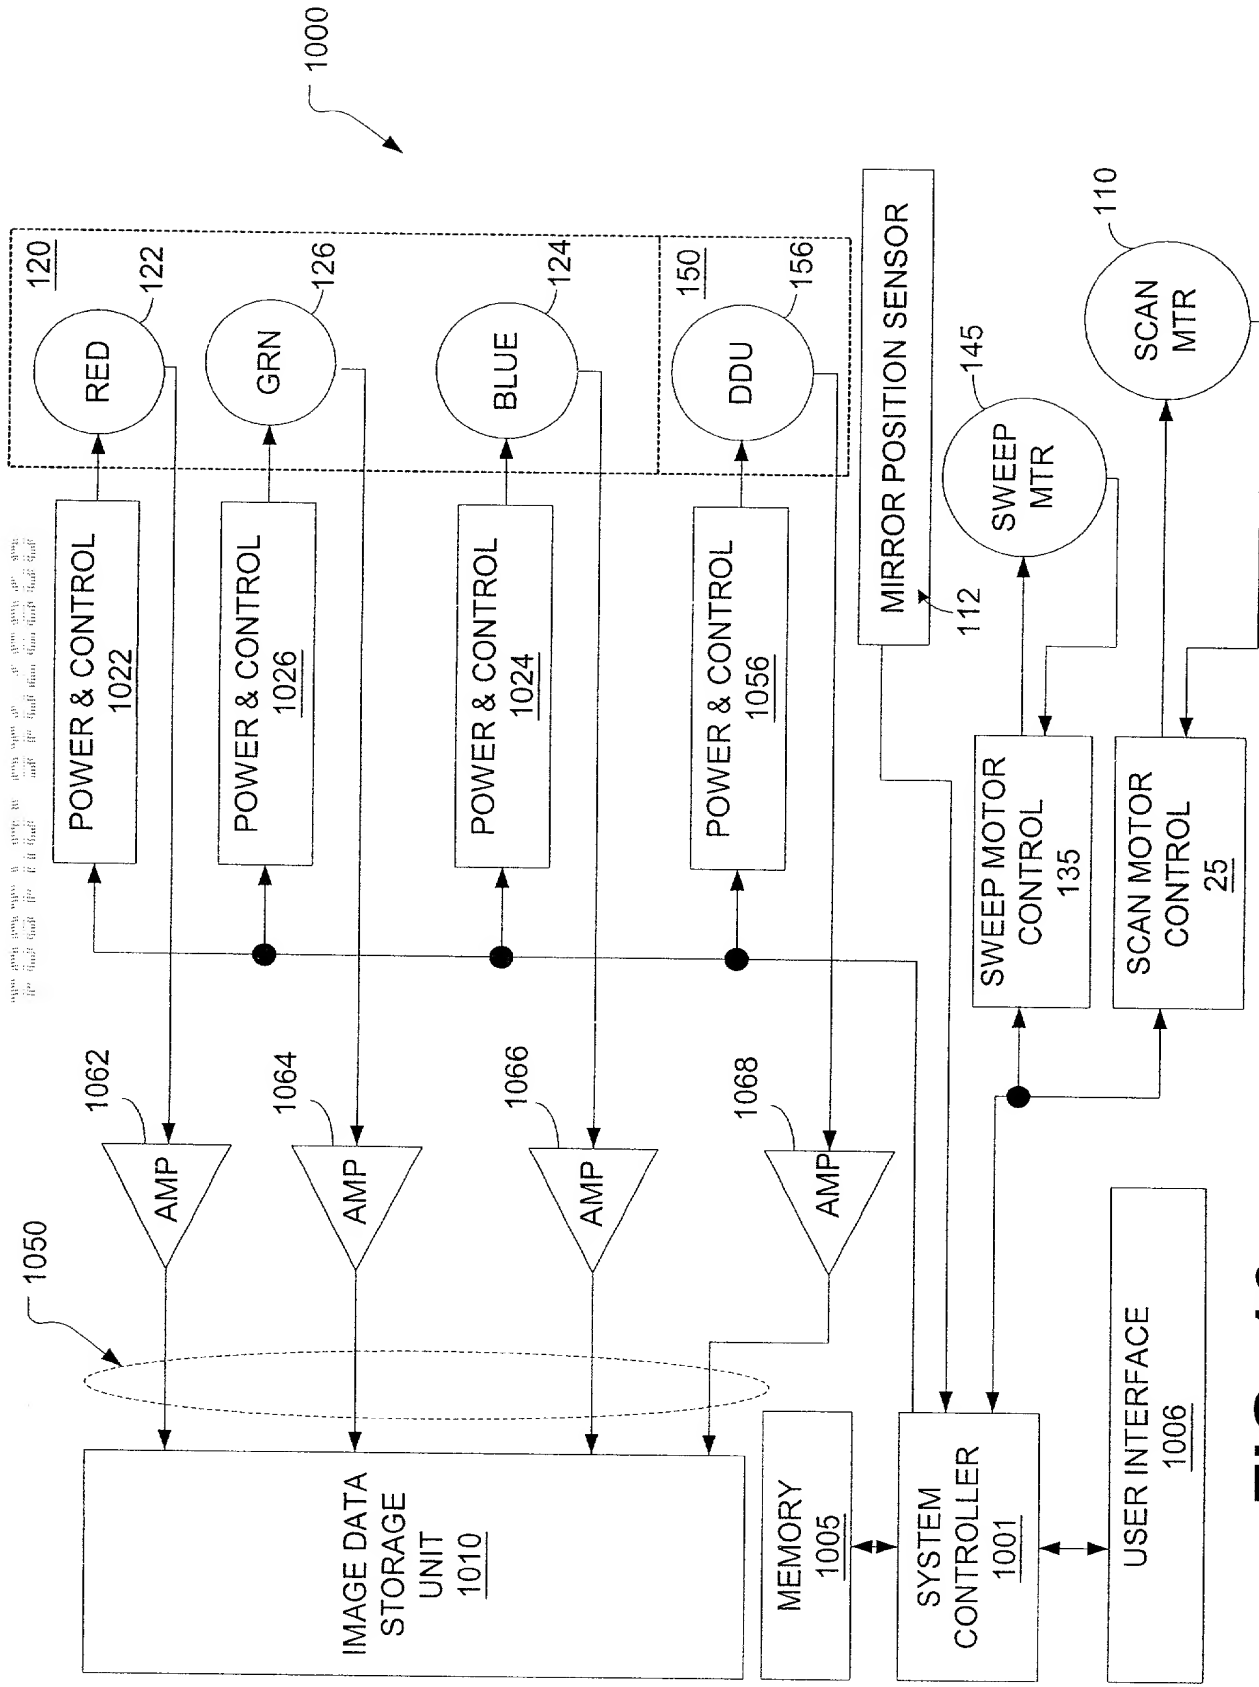 1000
120
RED
122
GRN
126
BLUE
124
150
DDU
156
POWER & CONTROL
1022
POWER & CONTROL
1026
POWER & CONTROL
1024
POWER & CONTROL
1056
MIRROR POSITION SENSOR
112
SWEEP
MTR
145
SCAN
MTR
110
SWEEP MOTOR
CONTROL
135
SCAN MOTOR
CONTROL
25
AMP
1062
AMP
1064
AMP
1066
AMP
1068
1050
IMAGE DATA
STORAGE
UNIT
1010
MEMORY
1005
SYSTEM
CONTROLLER
1001
USER INTERFACE
1006